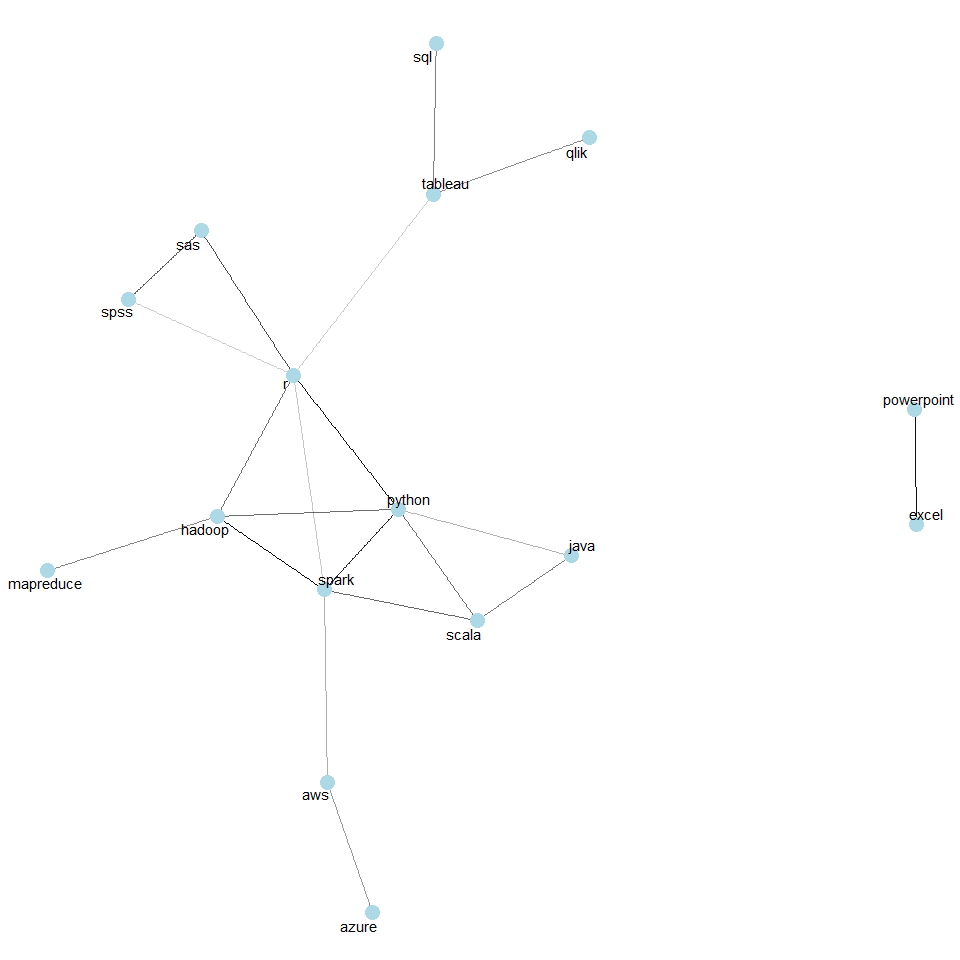 sql
qlik
tableau
sas
spss
r
powerpoint
python
excel
hadoop
java
spark
mapreduce
scala
aws
azure